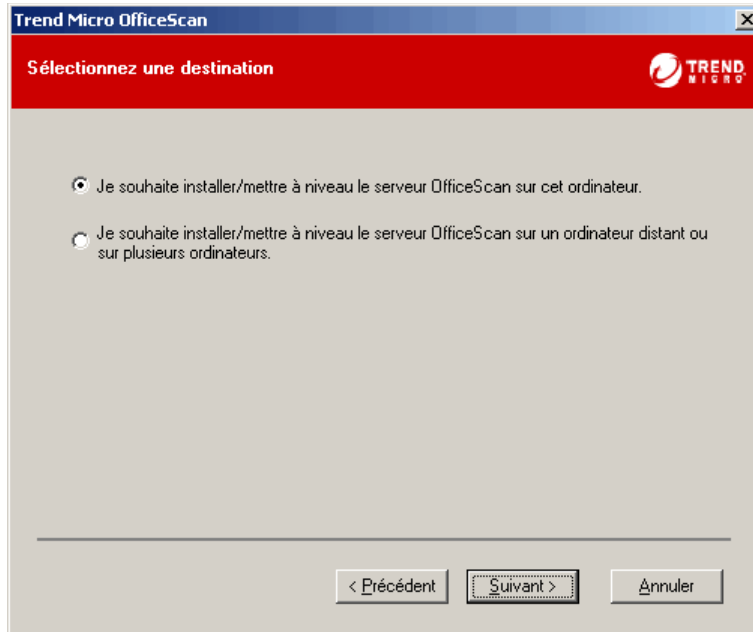 Trend Micro OfficeScan
Sélectionnez une destination
TREND
MICRO
Je souhaite installer/mettre à niveau le serveur OfficeScan sur cet ordinateur.
Je souhaite installer/mettre à niveau le serveur OfficeScan sur un ordinateur distant ou
sur plusieurs ordinateurs.
< Précédent
Suivant >
Annuler